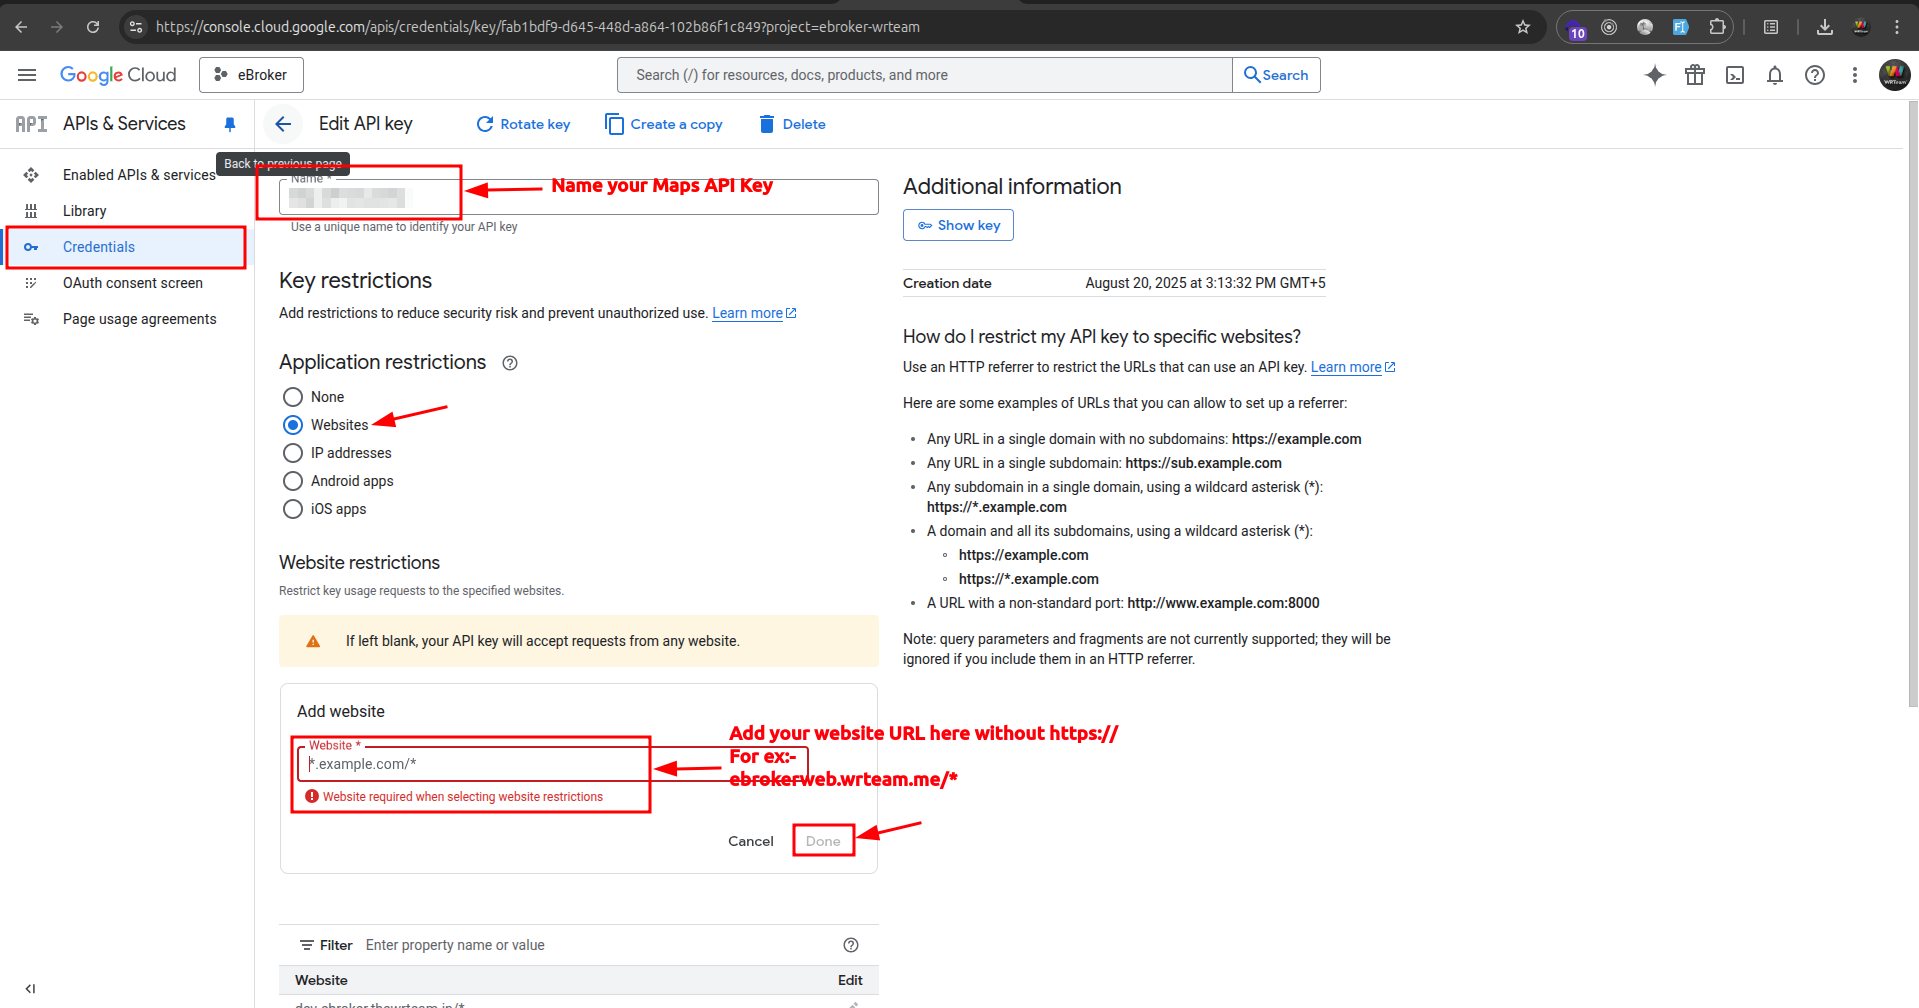 https://console.cloud.google.com/apis/credentials/key/fab1bdf9-d645-448d-a864-102b86f1c849?project=ebroker-wrteam
10
Google Cloud
eBroker
Search (/) for resources, docs, products, and more
Search
API
APIs & Services
Edit API key
Rotate key
Create a copy
Delete
Back to previous page
Enabled APIs & services
Library
Credentials
OAuth consent screen
Page usage agreements
Name *
Name your Maps API Key
Use a unique name to identify your API key
Key restrictions
Add restrictions to reduce security risk and prevent unauthorized use. Learn more
Application restrictions
None
Websites
IP addresses
Android apps
iOS apps
Website restrictions
Restrict key usage requests to the specified websites.
If left blank, your API key will accept requests from any website.
Add website
Website *
*.example.com/*
Website required when selecting website restrictions
Add your website URL here without https://
For ex:-
ebrokerweb.wrteam.me/*
Cancel
Done
Filter
Enter property name or value
Website
Edit
Additional information
Show key
Creation date
August 20, 2025 at 3:13:32 PM GMT+5
How do I restrict my API key to specific websites?
Use an HTTP referrer to restrict the URLs that can use an API key. Learn more
Here are some examples of URLs that you can allow to set up a referrer:
• Any URL in a single domain with no subdomains: https://example.com
• Any URL in a single subdomain: https://sub.example.com
• Any subdomain in a single domain, using a wildcard asterisk (*):
https://*.example.com
• A domain and all its subdomains, using a wildcard asterisk (*):
◦ https://example.com
◦ https://*.example.com
• A URL with a non-standard port: http://www.example.com:8000
Note: query parameters and fragments are not currently supported; they will be
ignored if you include them in an HTTP referrer.